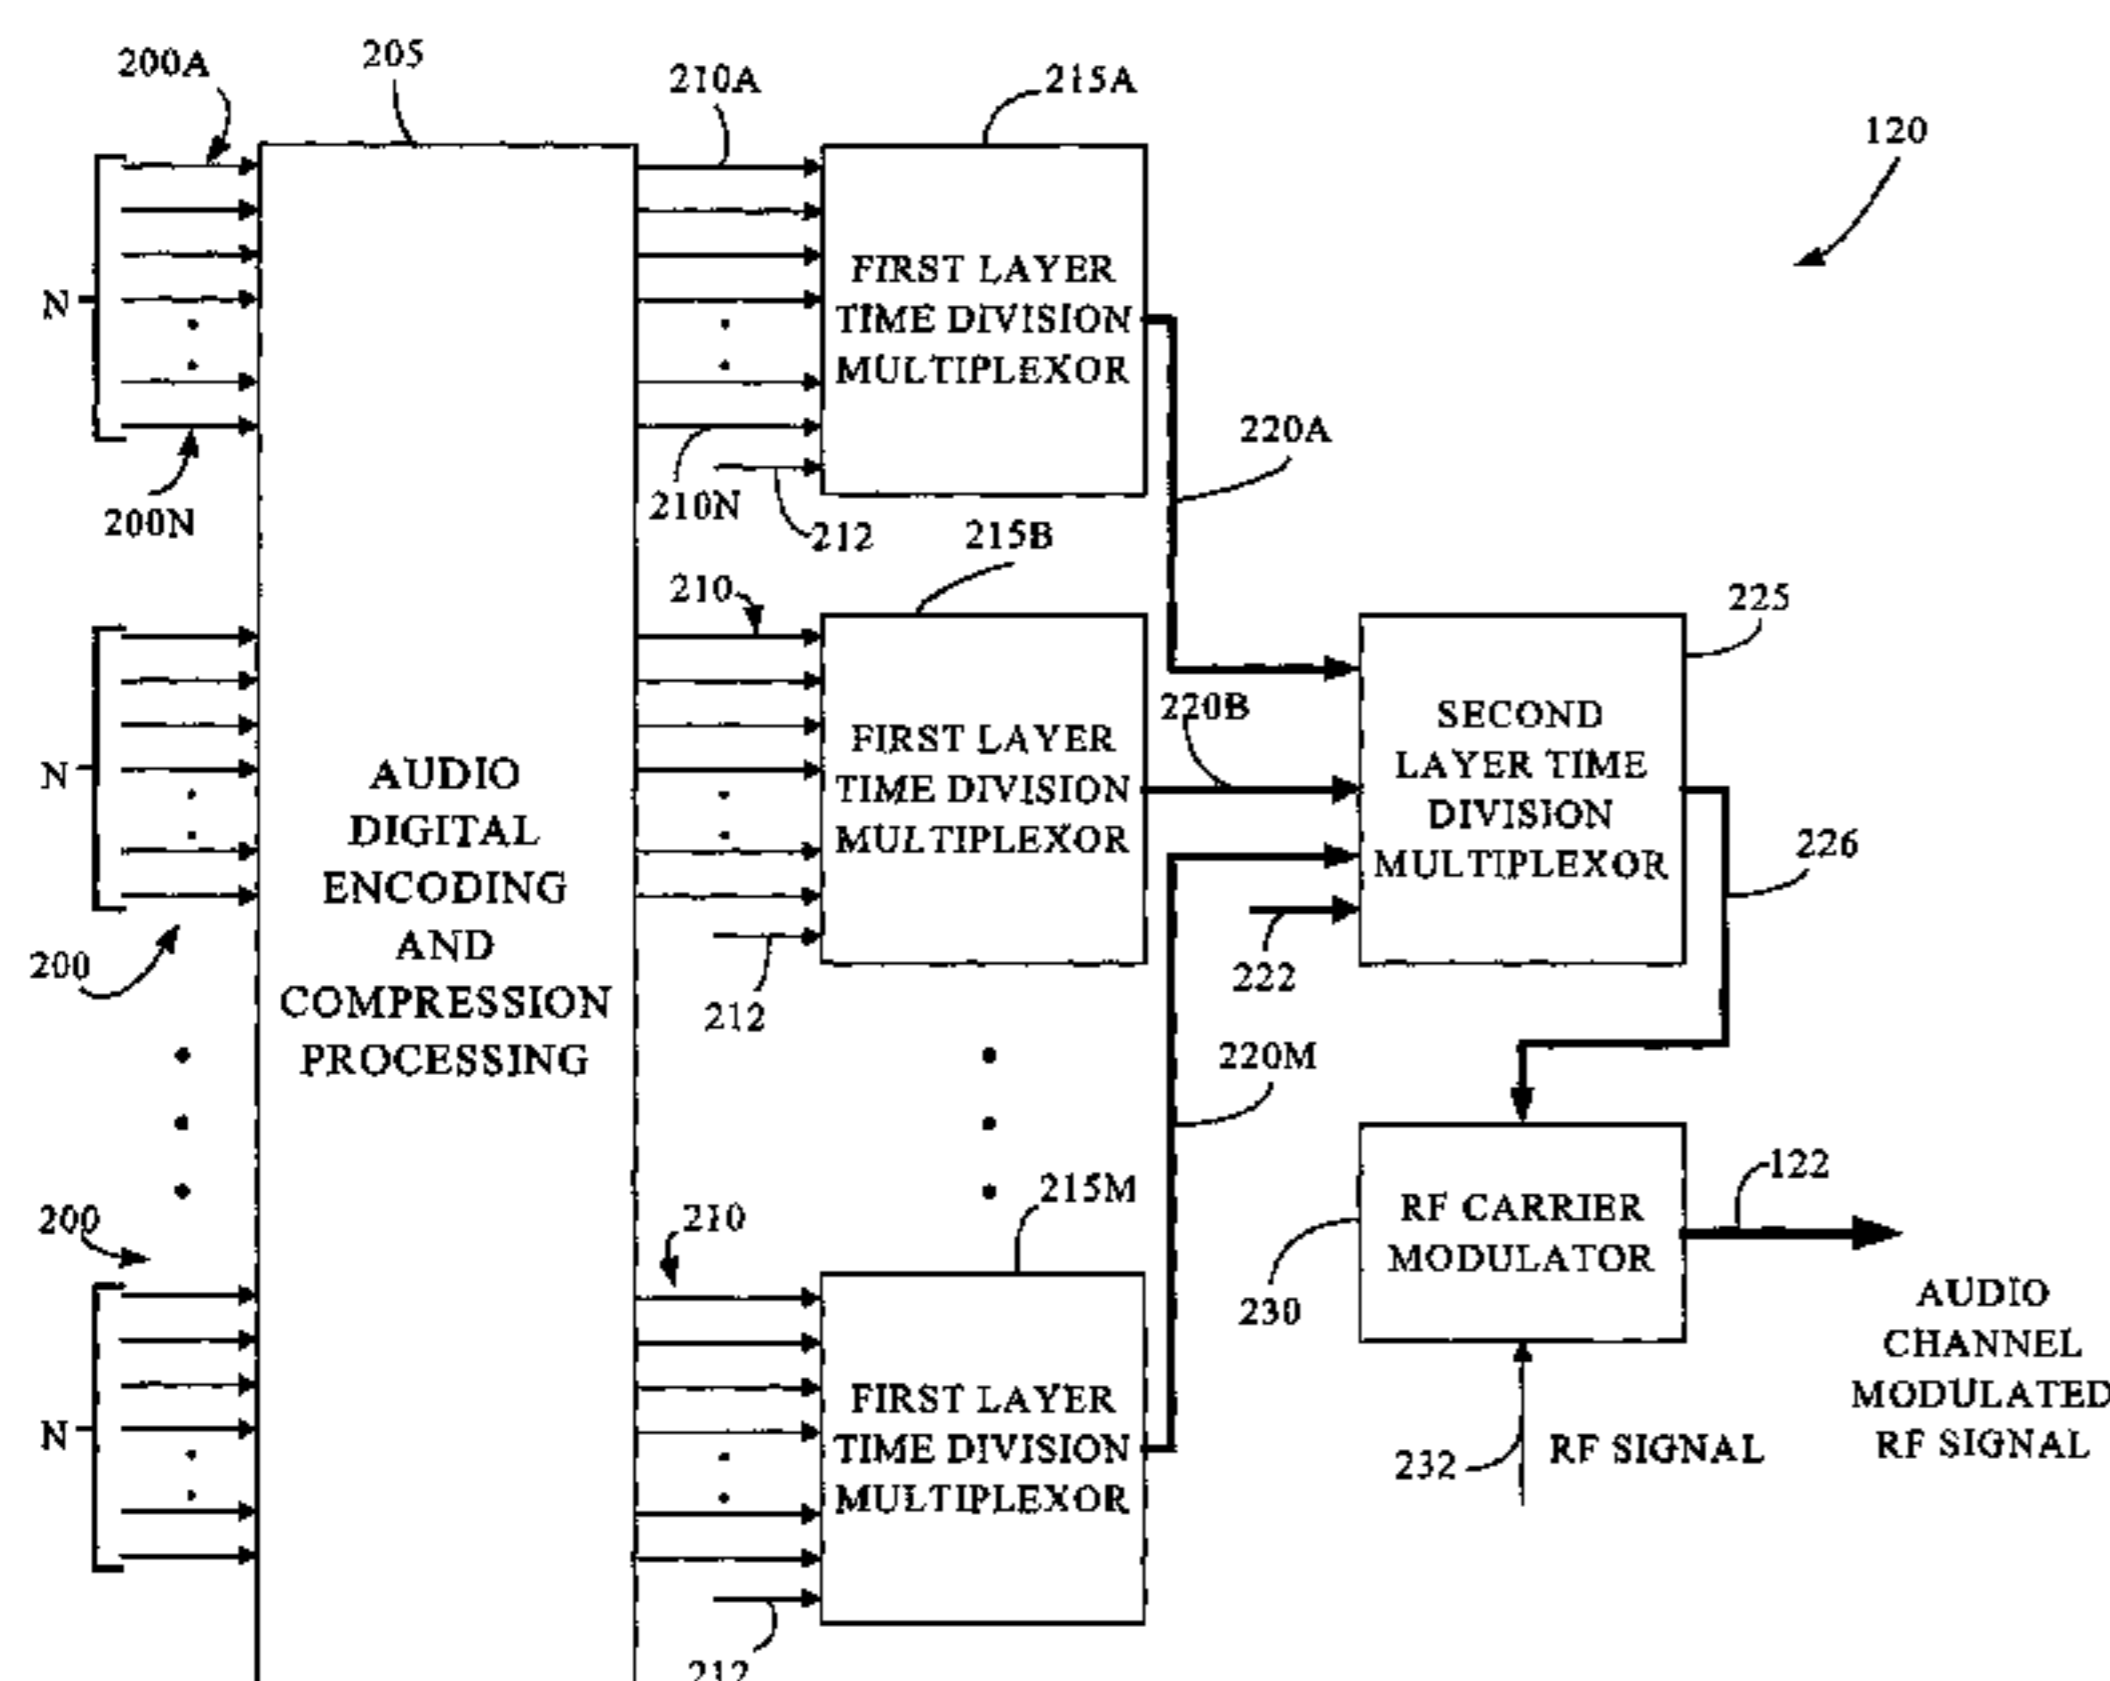 200A
205
210A
215A
120
N
FIRST LAYER
TIME DIVISION
MULTIPLEXOR
220A
200N
210N
212
215B
210
225
N
AUDIO
DIGITAL
ENCODING
AND
COMPRESSION
PROCESSING
FIRST LAYER
TIME DIVISION
MULTIPLEXOR
220B
SECOND
LAYER TIME
DIVISION
MULTIPLEXOR
226
200
212
222
220M
200
210
215M
RF CARRIER
MODULATOR
122
230
AUDIO
CHANNEL
MODULATED
RF SIGNAL
N
FIRST LAYER
TIME DIVISION
MULTIPLEXOR
232
RF SIGNAL
212